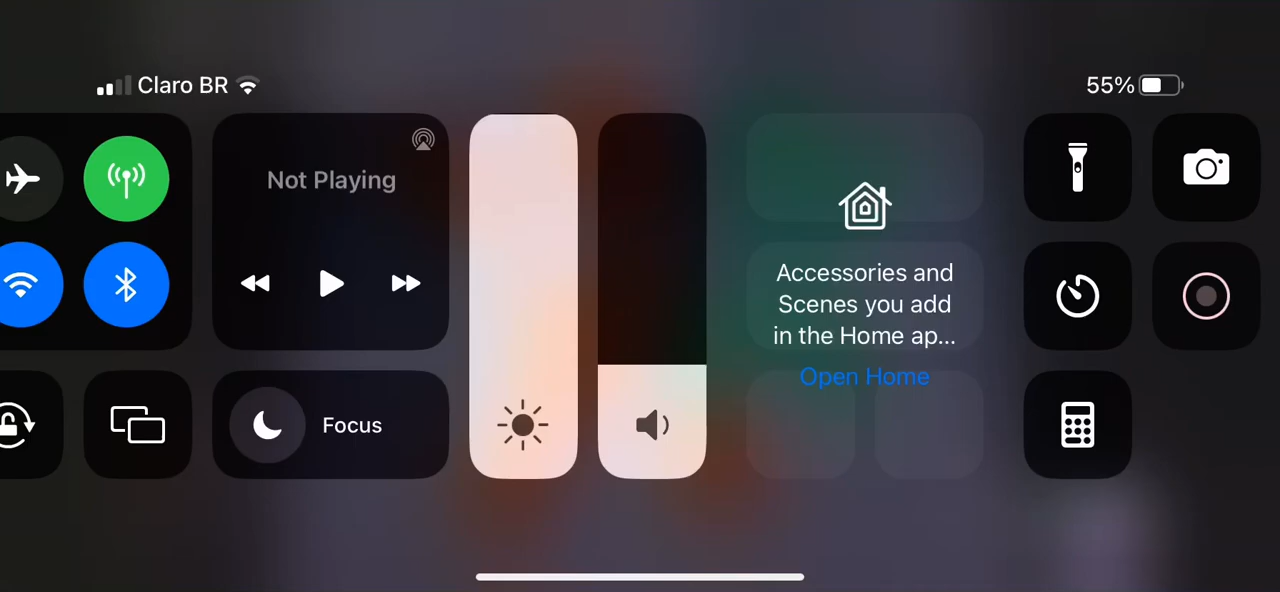 Claro BR
55%
Not Playing
Accessories and
Scenes you add
in the Home ap...
Open Home
Focus